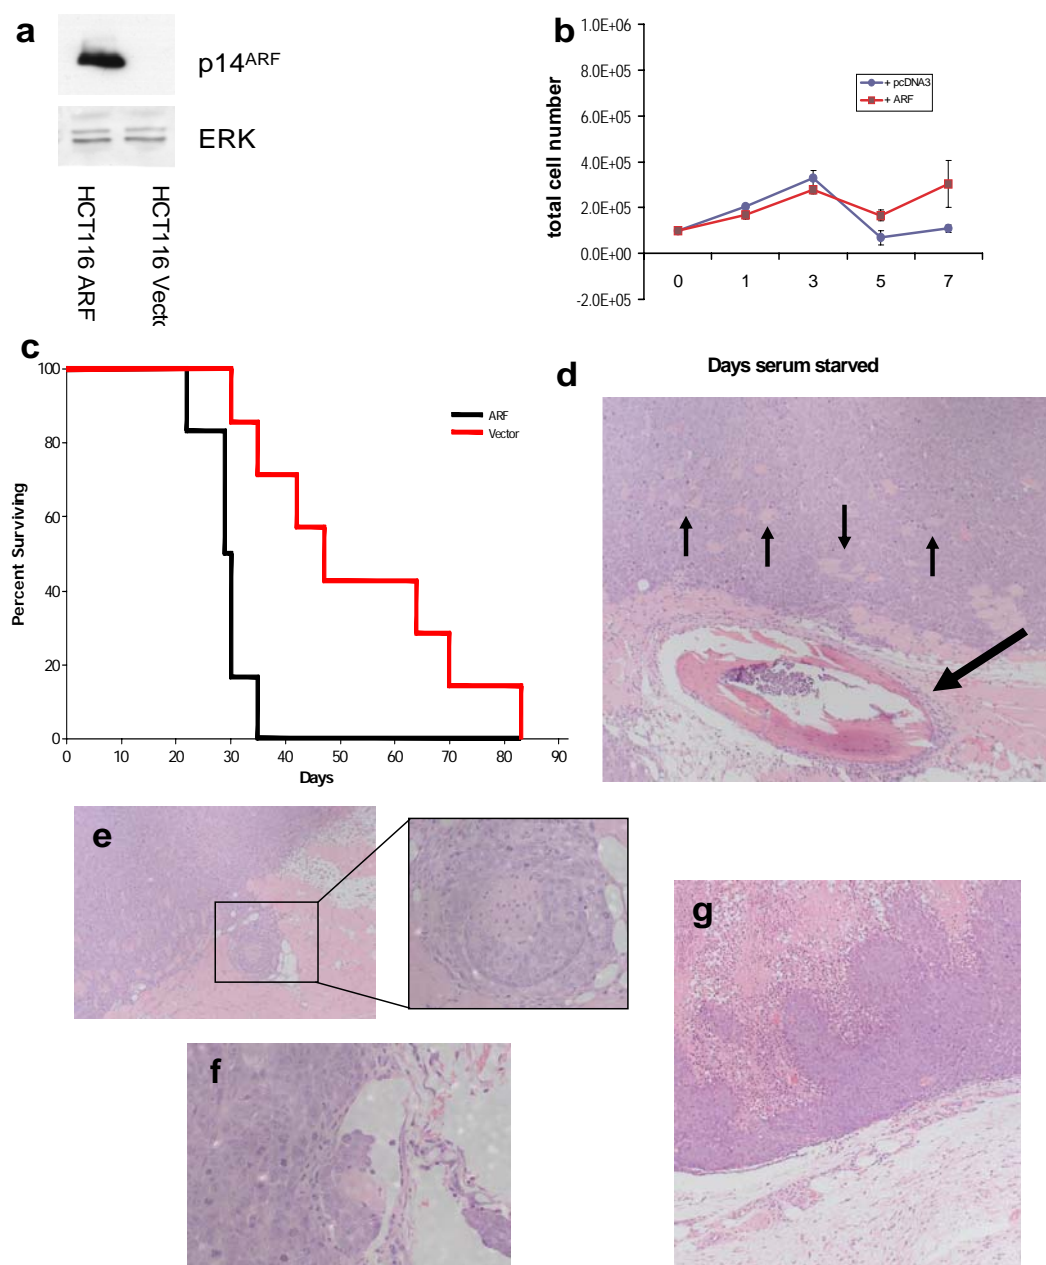 a
p14ARF
ERK
HCT116 ARF
HCT116 Vectc
b
total cell number
1.0E+06
8.0E+05
6.0E+05
4.0E+05
2.0E+05
0.0E+00
-2.0E+05
+ pcDNA3
+ ARF
0 1 3 5 7
Days serum starved
c
Percent Surviving
100
80
60
40
20
0
ARF
Vector
0 10 20 30 40 50 60 70 80 90
Days
d
e
f
g